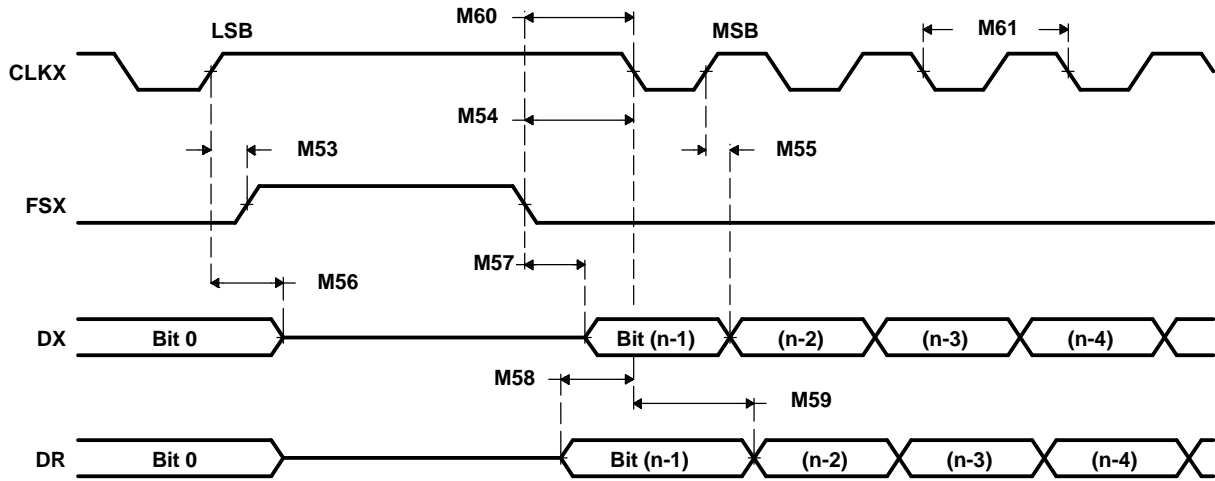 M60
LSB
MSB
M61
CLKX
M54
M53
M55
FSX
M57
M56
DX
Bit 0
Bit (n-1)
(n-2)
(n-3)
(n-4)
M58
M59
DR
Bit 0
Bit (n-1)
(n-2)
(n-3)
(n-4)